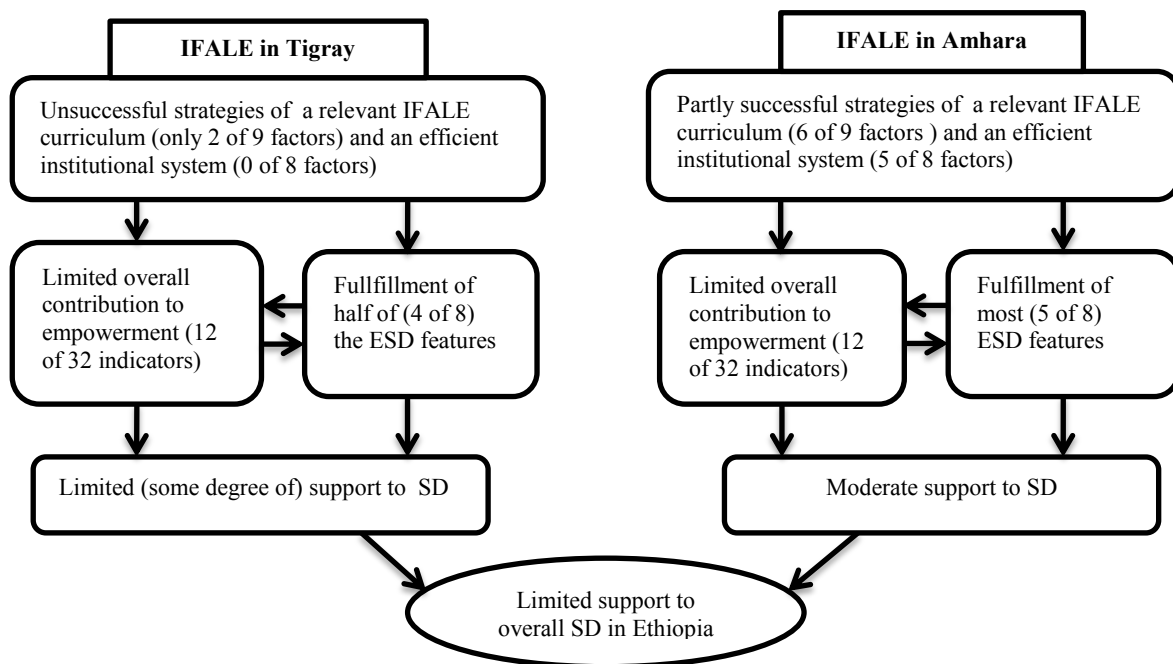 IFALE in Tigray
Unsuccessful strategies of a relevant IFALE
curriculum (only 2 of 9 factors) and an efficient
institutional system (0 of 8 factors)
Limited overall
contribution to
empowerment (12
of 32 indicators)
Fullfillment of
half of (4 of 8)
the ESD features
Limited (some degree of) support to SD
IFALE in Amhara
Partly successful strategies of a relevant IFALE
curriculum (6 of 9 factors ) and an efficient
institutional system (5 of 8 factors)
Limited overall
contribution to
empowerment (12
of 32 indicators)
Fulfillment of
most (5 of 8)
ESD features
Moderate support to SD
Limited support to
overall SD in Ethiopia